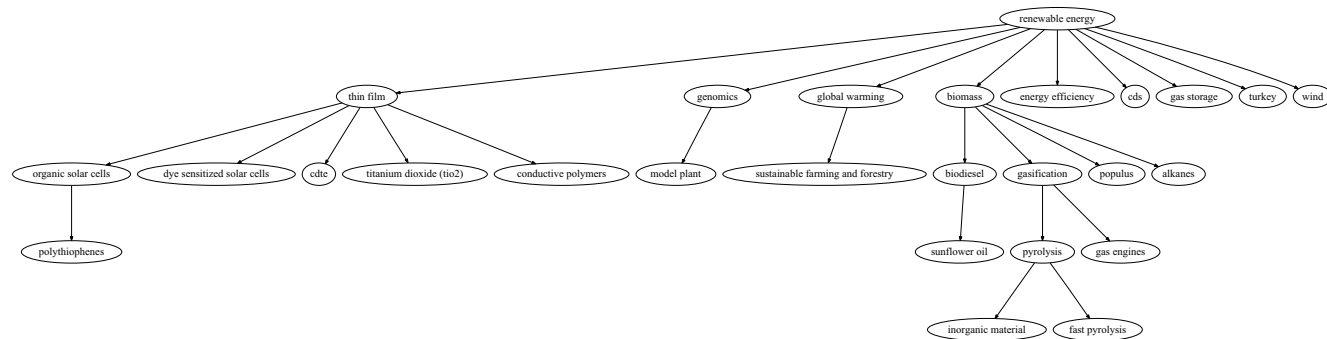 renewable energy
thin film
genomics
global warming
biomass
energy efficiency
cds
gas storage
turkey
wind
organic solar cells
dye sensitized solar cells
cdte
titanium dioxide (tio2)
conductive polymers
model plant
sustainable farming and forestry
biodiesel
gasification
populus
alkanes
polythiophenes
sunflower oil
pyrolysis
gas engines
inorganic material
fast pyrolysis